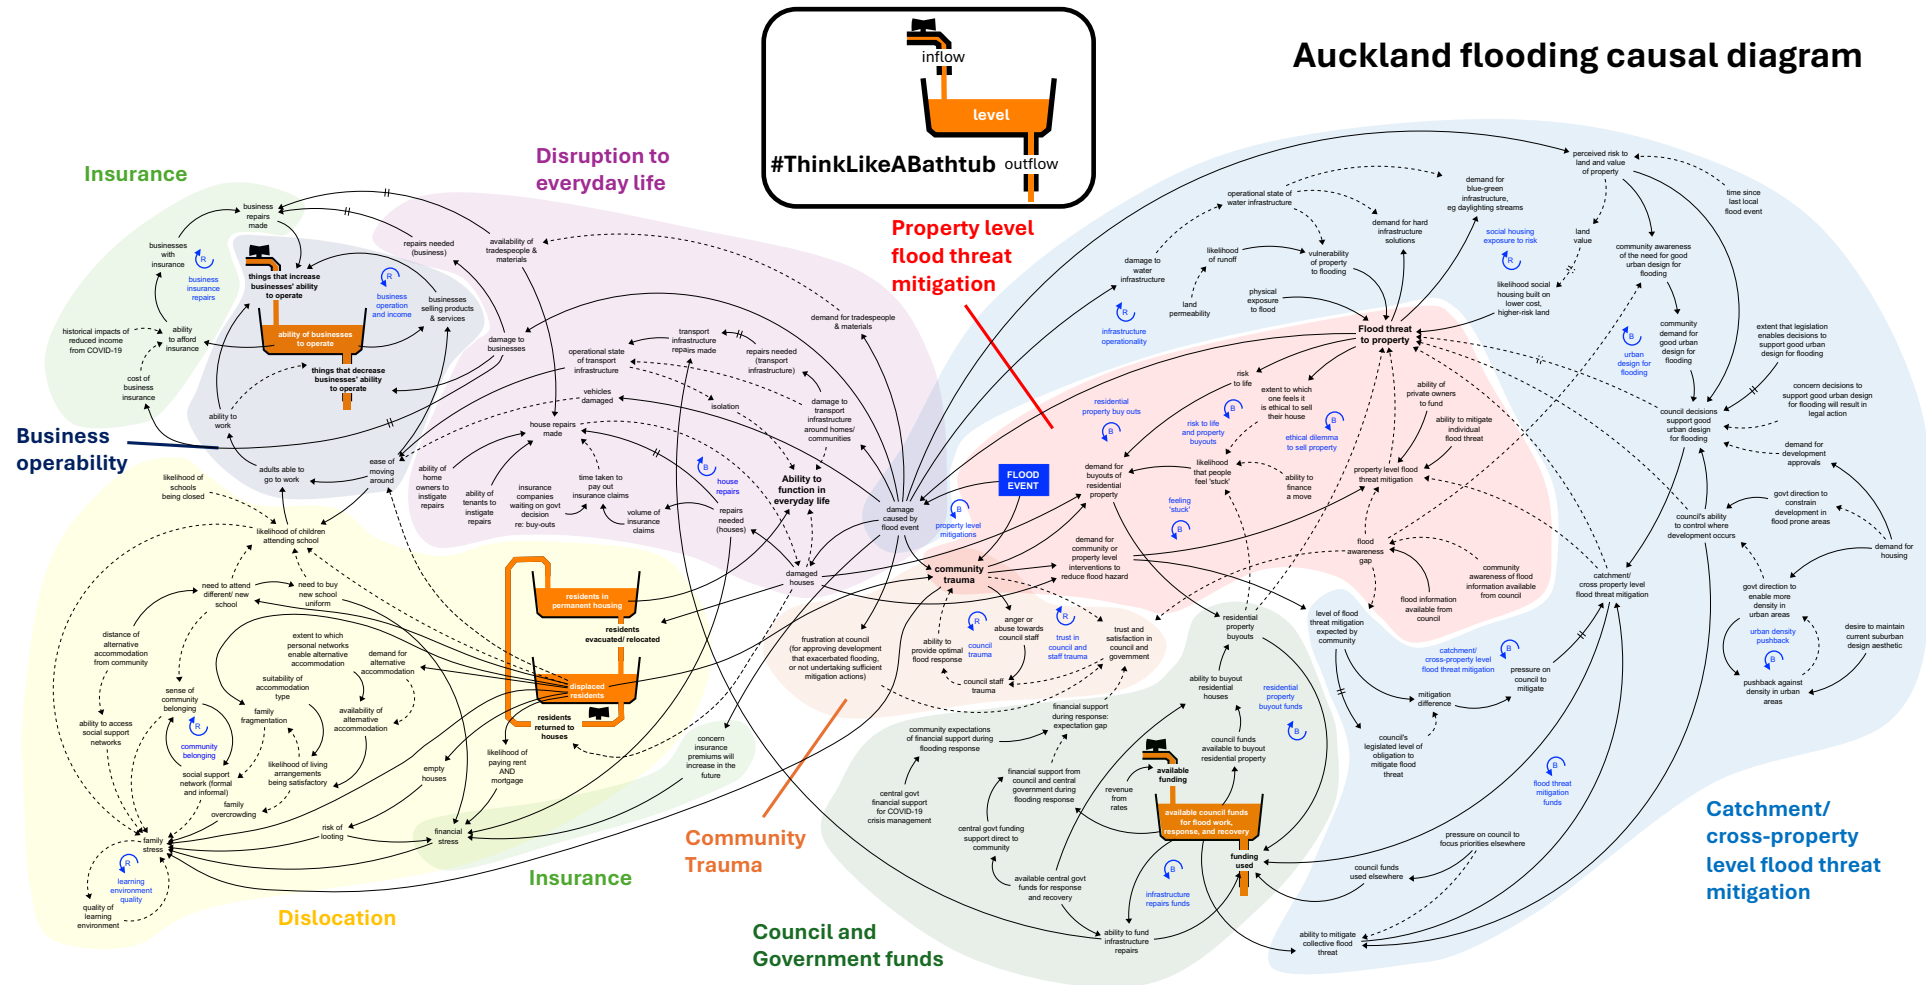 Auckland flooding causal diagram
inflow
level
#ThinkLikeABathtub
outflow
Insurance
Disruption to
everyday life
Property level
flood threat
mitigation
Business
operability
Dislocation
Insurance
Community
Trauma
Council and
Government funds
Catchment/
cross-property
level flood threat
mitigation
business
repairs
made
businesses
with
insurance
R
business
insurance
repairs
historical impacts of
reduced income
from COVID-19
ability
to afford
insurance
cost of
business
insurance
things that increase
businesses' ability
to operate
ability of businesses
to operate
things that decrease
businesses' ability
to operate
R
business
operation
and income
businesses
selling products
& services
ability to
work
adults able to
go to work
ease of
moving
around
repairs needed
(business)
availability of
tradespeople &
materials
damage to
businesses
demand for tradespeople
& materials
transport
infrastructure
repairs made
repairs needed
(transport
infrastructure)
operational state
of transport
infrastructure
vehicles
damaged
isolation
damage to
transport
infrastructure
around homes/
communities
house repairs
made
ability of
home
owners to
instigate
repairs
ability of
tenants to
instigate
repairs
insurance
companies
waiting on govt
decision
re: buy-outs
time taken to
pay out
insurance claims
volume of
insurance
claims
B
house
repairs
repairs
needed
(houses)
Ability to
function in
everyday life
damage
caused by
flood event
FLOOD
EVENT
B
property level
mitigations
damaged
houses
community
trauma
likelihood of
schools
being closed
likelihood of children
attending school
need to attend
different/ new
school
need to buy
new school
uniform
distance of
alternative
accommodation
from community
extent to which
personal networks
enable alternative
accommodation
demand for
alternative
accommodation
suitability of
accommodation
type
sense of
community
belonging
family
fragmentation
availability of
alternative
accommodation
ability to access
social support
networks
R
community
belonging
social support
network (formal
and informal)
likelihood of living
arrangements
being satisfactory
family
overcrowding
risk of
looting
empty
houses
likelihood of
paying rent
AND
mortgage
financial
stress
family
stress
R
learning
environment
quality
quality of
learning
environment
residents in
permanent housing
residents
evacuated/ relocated
displaced
residents
residents
returned to
houses
concern
insurance
premiums will
increase in the
future
frustration at council
(for approving development
that exacerbated flooding,
or not undertaking sufficient
mitigation actions)
ability to
provide optimal
flood response
R
council
trauma
anger or
abuse towards
council staff
R
trust in
council and
staff trauma
trust and
satisfaction in
council and
government
council staff
trauma
financial support
during response:
expectation gap
community expectations
of financial support during
flooding response
financial support from
council and central
government during
flooding response
central govt
financial support
for COVID-19
crisis management
central govt funding
support direct to
community
available central govt
funds for response
and recovery
ability to fund
infrastructure
repairs
revenue
from
rates
available
funding
available council funds
for flood work,
response, and recovery
funding
used
R
infrastructure
repairs funds
council funds
available to buyout
residential property
ability to buyout
residential
houses
residential
property
buyouts
residential
property
buyout funds
B
perceived risk to
land and value
of property
time since
last local
flood event
operational state of
water infrastructure
demand for
blue-green
infrastructure,
eg daylighting streams
demand for hard
infrastructure
solutions
social housing
exposure to risk
R
land
value
community awareness
of the need for good
urban design for
flooding
likelihood
of runoff
vulnerability
of property
to flooding
damage to
water
infrastructure
R
infrastructure
operationality
land
permeability
physical
exposure
to flood
likelihood social
housing built on
lower cost,
higher-risk land
Flood threat
to property
B
urban
design for
flooding
community
demand for
good urban
design for
flooding
extent that legislation
enables decisions to
support good urban
design for flooding
concern decisions to
support good urban design
for flooding will result in
legal action
council decisions
support good
urban design
for flooding
demand for
development
approvals
govt direction to
constrain
development in
flood prone areas
council's ability
to control where
development occurs
demand for
housing
govt direction to
enable more
density in
urban areas
urban density
pushback
B
desire to maintain
current suburban
design aesthetic
pushback against
density in urban
areas
risk
to life
extent to which
one feels it
is ethical to sell
their house
ability of
private owners
to fund
residential
property buy outs
B
B
risk to life
and property
buyouts
B
ethical dilemma
to sell property
ability to mitigate
individual
flood threat
demand for
buyouts of
residential
property
likelihood
that people
feel 'stuck'
ability to
finance
a move
property level flood
threat mitigation
feeling
'stuck'
B
demand for
community or
property level
interventions to
reduce flood hazard
flood
awareness
gap
community
awareness of flood
information available
from council
flood information
available from
council
catchment/
cross property level
flood threat mitigation
level of flood
threat mitigation
expected by
community
catchment/
cross-property level
flood threat mitigation
B
pressure on
council to
mitigate
mitigation
difference
council's
legislated level of
obligation to
mitigate flood
threat
B
flood threat
mitigation
funds
pressure on council to
focus priorities elsewhere
council funds
used elsewhere
ability to mitigate
collective flood
threat